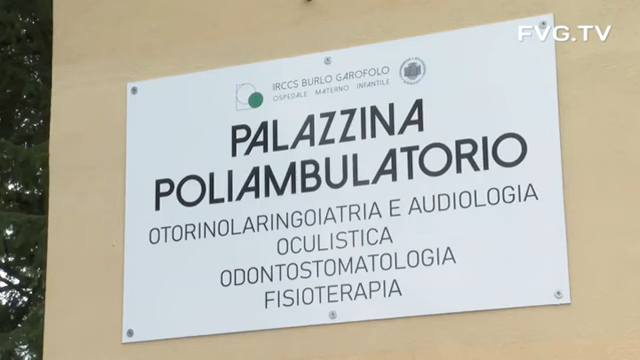 FVG.TV
IRCCS BURLO GAROFOLO
OSPEDALE MATERNO INFANTILE
PALAZZINA
POLIAMBULATORIO
OTORINOLARINGOIATRIA E AUDIOLOGIA
OCULISTICA
ODONTOSTOMATOLOGIA
FISIOTERAPIA